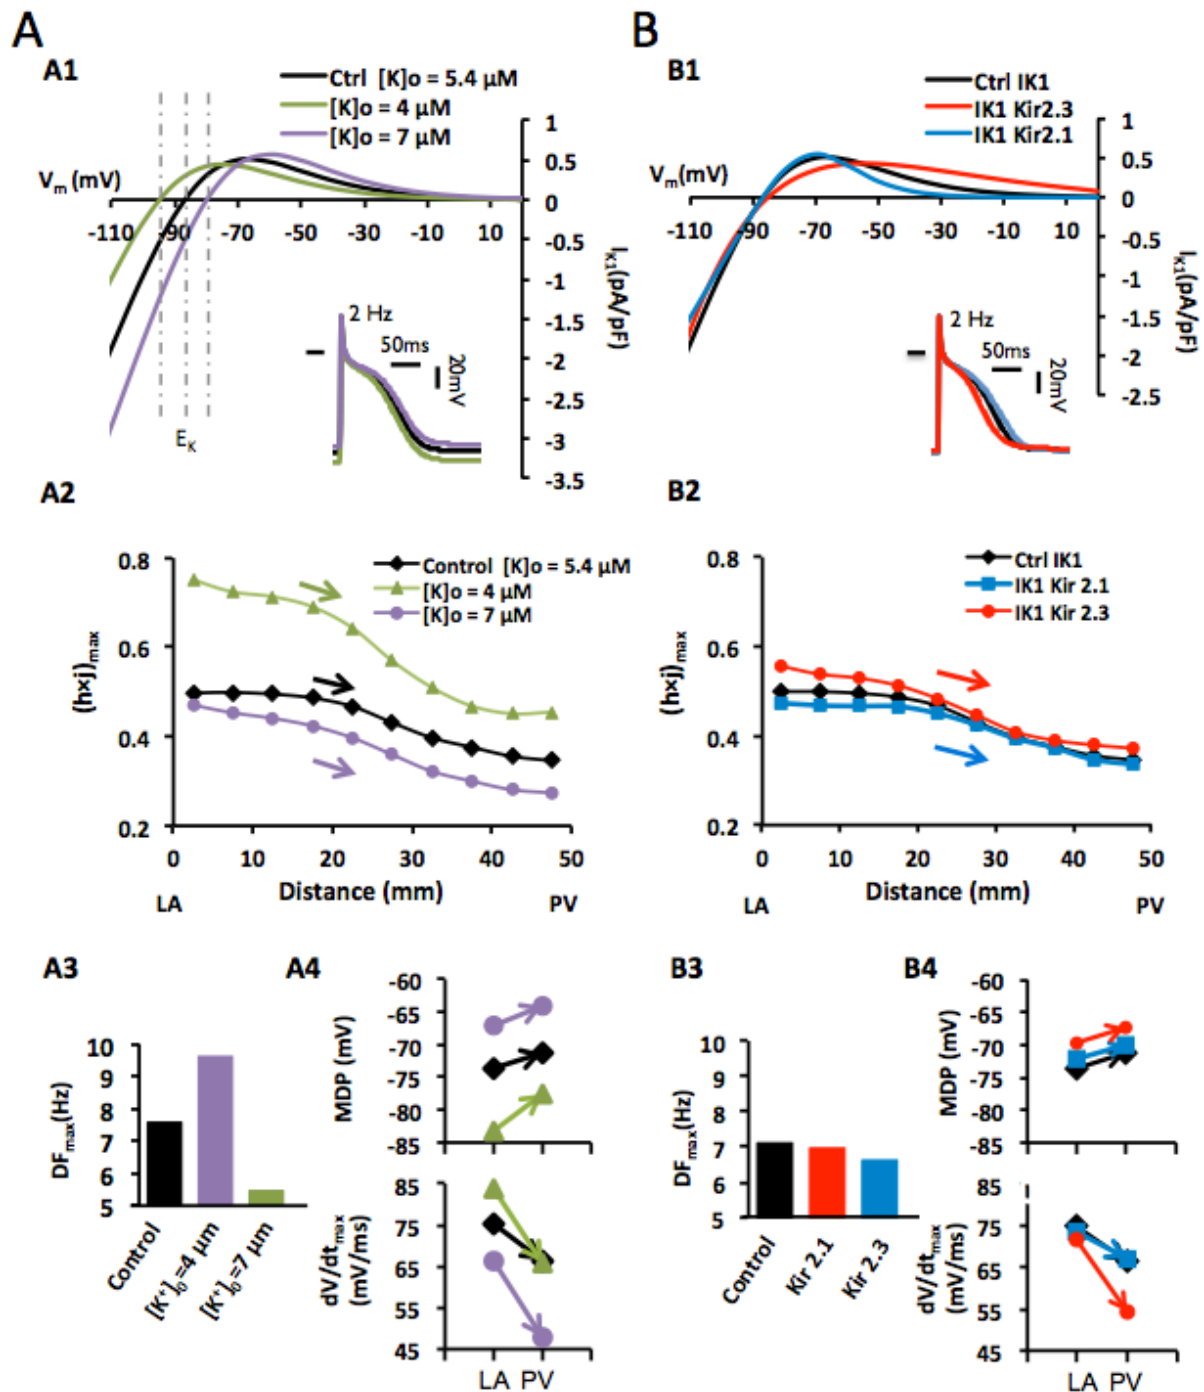 A
A1
Ctrl [K]o = 5.4 µM
[K]o = 4 µM
[K]o = 7 µM
Vm (mV)
-110 -90 -70 -50 -30 -10 10
1
0.5
0
-0.5
-1
-1.5
-2
-2.5
-3
-3.5
IK1(pA/pF)
2 Hz
50ms
20mV
EK
B
B1
Ctrl IK1
IK1 Kir2.3
IK1 Kir2.1
Vm(mV)
-110 -90 -70 -50 -30 -10 10
1
0.5
0
-0.5
-1
-1.5
-2
-2.5
IK1(pA/pF)
2 Hz
50ms
20mV
A2
Control [K]o = 5.4 µM
[K]o = 4 µM
[K]o = 7 µM
(h×j)max
0.8
0.6
0.4
0.2
0 10 20 30 40 50
Distance (mm)
LA PV
B2
Ctrl IK1
IK1 Kir 2.1
IK1 Kir 2.3
(h×j)max
0.8
0.6
0.4
0.2
0 10 20 30 40 50
Distance (mm)
LA PV
A3
DFmax(Hz)
10
9
8
7
6
5
Control
[K+]0=4 µm
[K+]0=7 µm
A4
MDP (mV)
-60
-65
-70
-75
-80
-85
dV/dtmax
(mV/ms)
85
75
65
55
45
LA PV
B3
DFmax(Hz)
10
9
8
7
6
5
Control
Kir 2.1
Kir 2.3
B4
MDP (mV)
-60
-65
-70
-75
-80
-85
dV/dtmax
(mV/ms)
85
75
65
55
45
LA PV